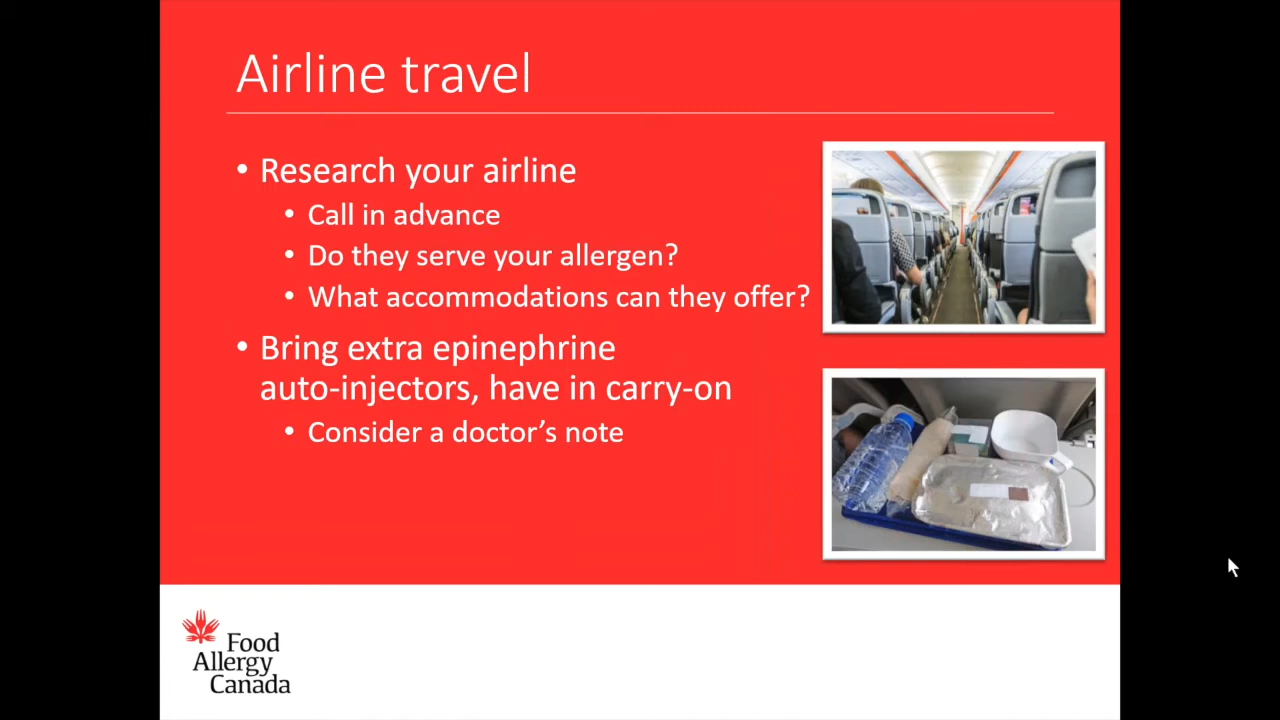 Airline travel
• Research your airline
• Call in advance
• Do they serve your allergen?
• What accommodations can they offer?
• Bring extra epinephrine
auto-injectors, have in carry-on
• Consider a doctor’s note
Food
Allergy
Canada